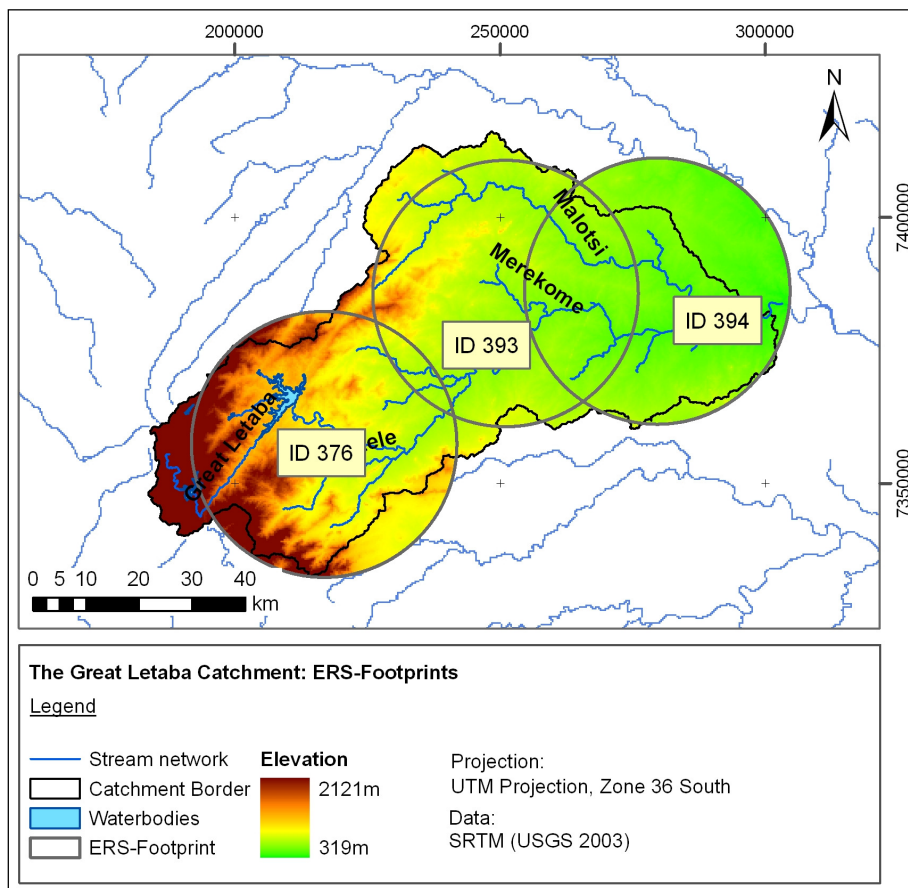 200000 250000 300000
N
7400000
Malotsi
Merekome
ID 394
ID 393
Great Letaba
ID 376
ele
7350000
0 5 10 20 30 40
km
The Great Letaba Catchment: ERS-Footprints
Legend
Stream network
Catchment Border
Waterbodies
ERS-Footprint
Elevation
2121m
319m
Projection:
UTM Projection, Zone 36 South
Data:
SRTM (USGS 2003)